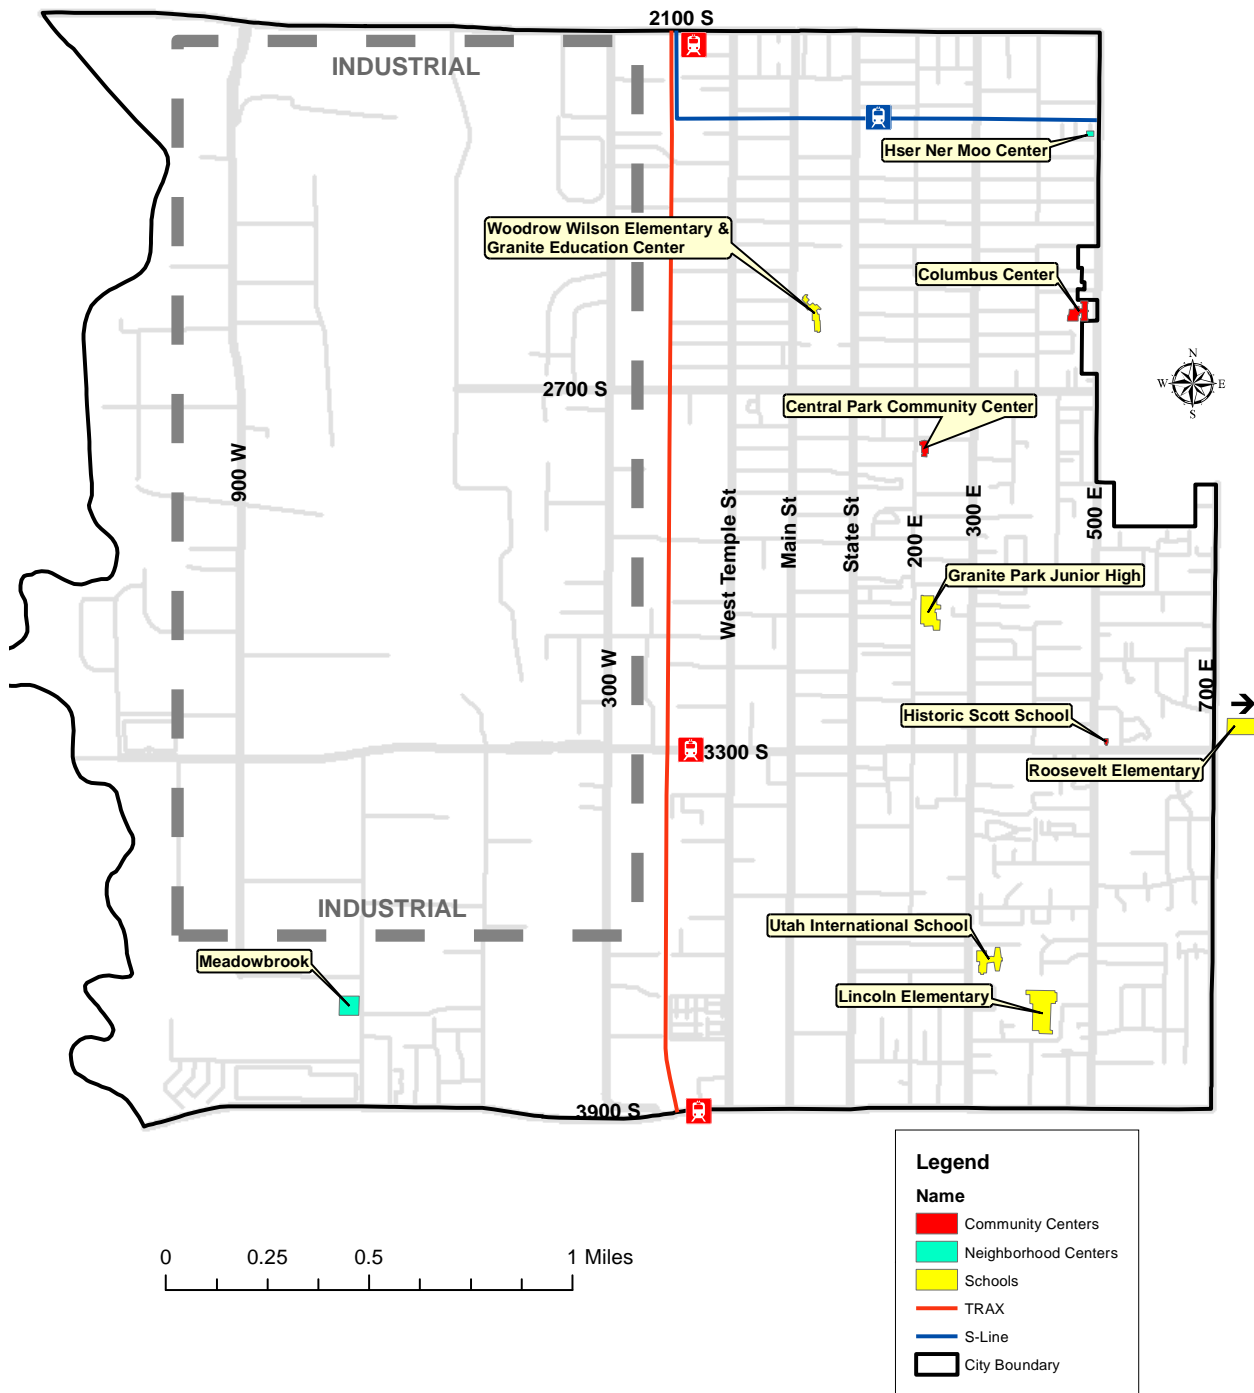 2100 S
INDUSTRIAL
Hser Ner Moo Center
Woodrow Wilson Elementary &
Granite Education Center
Columbus Center
N
W
E
S
2700 S
Central Park Community Center
900 W
West Temple St
Main St
State St
200 E
300 E
500 E
Granite Park Junior High
300 W
700 E
Historic Scott School
3300 S
Roosevelt Elementary
INDUSTRIAL
Utah International School
Meadowbrook
Lincoln Elementary
3900 S
Legend
Name
Community Centers
Neighborhood Centers
Schools
TRAX
S-Line
City Boundary
0
0.25
0.5
1 Miles